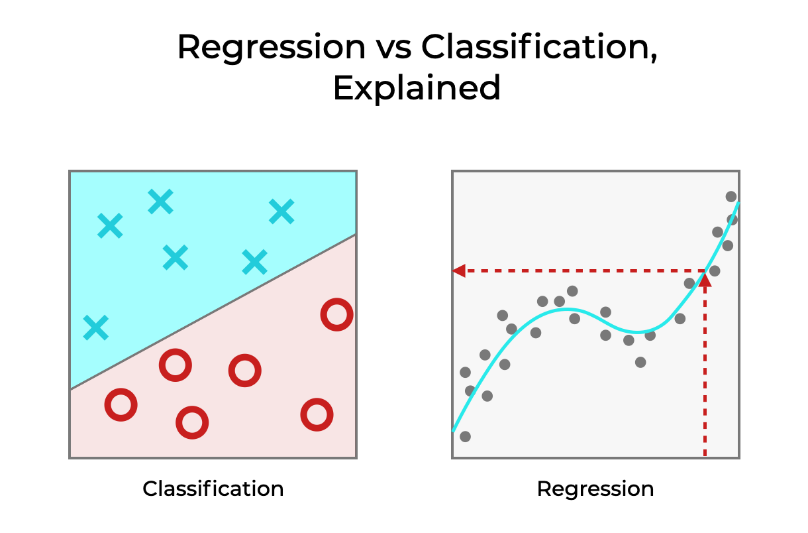 Regression vs Classification,
Explained
Classification
Regression